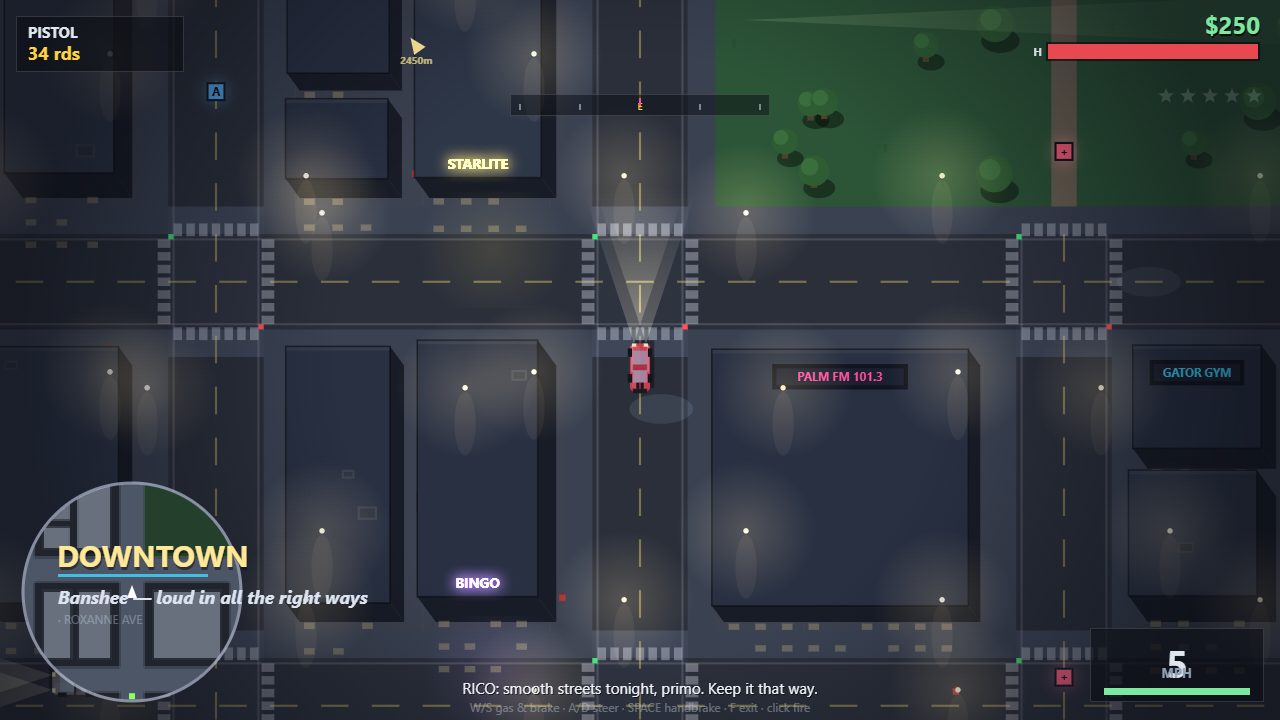 PISTOL
34 rds
A
2450m
E
$250
H
+
STARLITE
PALM FM 101.3
GATOR GYM
BINGO
DOWNTOWN
Banshee — loud in all the right ways
· ROXANNE AVE
RICO: smooth streets tonight, primo. Keep it that way.
W/S gas & brake · A/D steer · SPACE handbrake · F exit · click fire
+
5
MPH